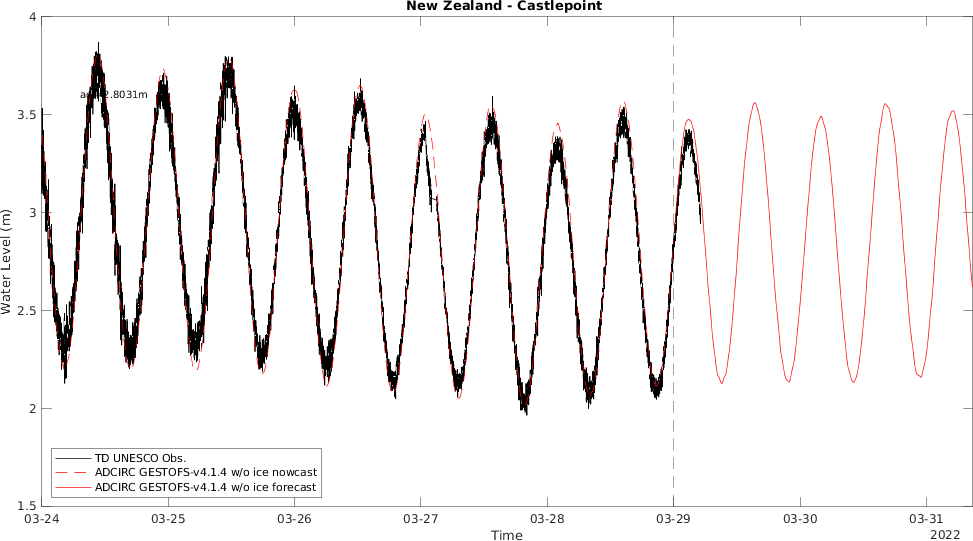 New Zealand - Castlepoint
4
3.5
3
2.5
2
1.5
Water Level (m)
2.8031m
TD UNESCO Obs.
ADCIRC GESTOFS-v4.1.4 w/o ice nowcast
ADCIRC GESTOFS-v4.1.4 w/o ice forecast
03-24
03-25
03-26
03-27
03-28
03-29
03-30
03-31
Time
2022